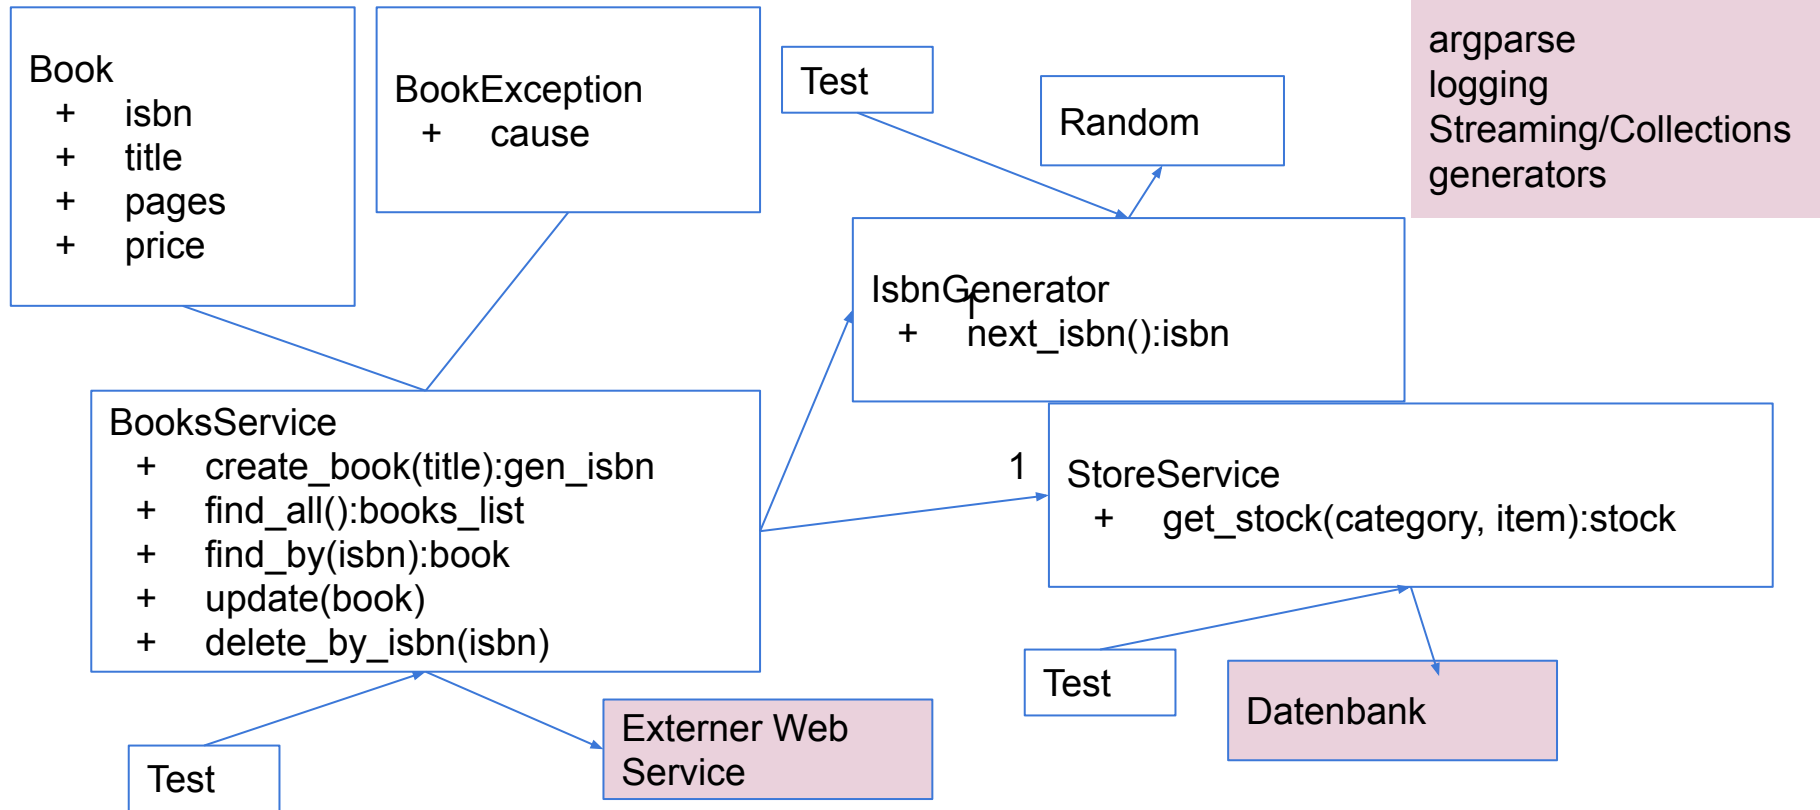 Book
+ isbn
+ title
+ pages
+ price
BookException
+ cause
Test
Random
argparse
logging
Streaming/Collections
generators
IsbnGenerator
1
+ next_isbn():isbn
BooksService
+ create_book(title):gen_isbn
+ find_all():books_list
+ find_by(isbn):book
+ update(book)
+ delete_by_isbn(isbn)
1
StoreService
+ get_stock(category, item):stock
Test
Externer Web
Service
Test
Datenbank